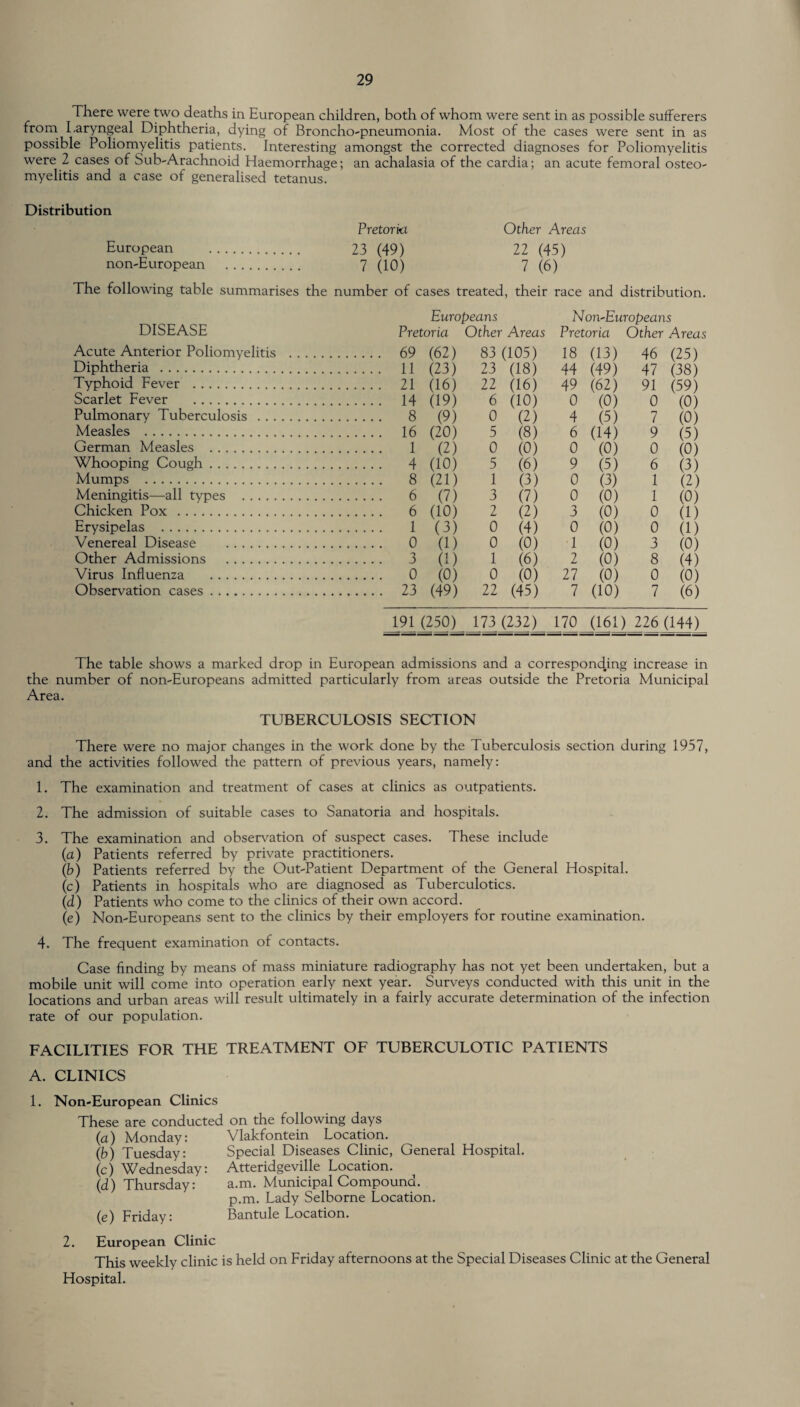 29
There were two deaths in European children, both of whom were sent in as possible sufferers
from Laryngeal Diphtheria, dying of Broncho-pneumonia. Most of the cases were sent in as
possible Poliomyelitis patients. Interesting amongst the corrected diagnoses for Poliomyelitis
were 2 cases of Sub-Arachnoid Haemorrhage; an achalasia of the cardia; an acute femoral osteo-
myelitis and a case of generalised tetanus.
Distribution
Pretoria Other Areas
European ............ 23 (49) 22 (45)
non-European .......... 7 (10) 7 (6)
The following table summarises the number of cases treated, their race and distribution.
Europeans Non-Europeans
DISEASE Pretoria Other Areas Pretoria Other Areas
Acute Anterior Poliomyelitis ............ 69 (62) 83 (105) 18 (13) 46 (25)
Diphtheria ............ 11 (23) 23 (18) 44 (49) 47 (38)
Typhoid Fever ............ 21 (16) 22 (16) 49 (62) 91 (59)
Scarlet Fever ............ 14 (19) 6 (10) 0 (0) 0 (0)
Pulmonary Tuberculosis ............ 8 (9) 0 (2) 4 (5) 7 (0)
Measles ............ 16 (20) 5 (8) 6 (14) 9 (5)
German Measles ............ 1 (2) 0 (0) 0 (0) 0 (0)
Whooping Cough ............ 4 (10) 5 (6) 9 (5) 6 (3)
Mumps ............ 8 (21) 1 (3) 0 (3) 1 (2)
Meningitis—all types ............ 6 (7) 3 (7) 0 (0) 1 (0)
Chicken Pox ............ 6 (10) 2 (2) 3 (0) 0 (1)
Erysipelas ............ 1 (3) 0 (4) 0 (0) 0 (1)
Venereal Disease ............ 0 (1) 0 (0) 1 (0) 3 (0)
Other Admissions ............ 3 (1) 1 (6) 2 (0) 8 (4)
Virus Influenza ............ 0 (0) 0 (0) 27 (0) 0 (0)
Observation cases ............ 23 (49) 22 (45) 7 (10) 7 (6)
191 (250) 173 (232) 170 (161) 226 (144)
The table shows a marked drop in European admissions and a corresponding increase in
the number of non-Europeans admitted particularly from areas outside the Pretoria Municipal
Area.
TUBERCULOSIS SECTION
There were no major changes in the work done by the Tuberculosis section during 1957,
and the activities followed the pattern of previous years, namely:
1. The examination and treatment of cases at clinics as outpatients.
2. The admission of suitable cases to Sanatoria and hospitals.
3. The examination and observation of suspect cases. These include
(a) Patients referred by private practitioners.
(b) Patients referred by the Out-Patient Department of the General Hospital.
(c) Patients in hospitals who are diagnosed as Tuberculotics.
(d) Patients who come to the clinics of their own accord.
(e) Non-Europeans sent to the clinics by their employers for routine examination.
4. The frequent examination of contacts.
Case finding by means of mass miniature radiography has not yet been undertaken, but a
mobile unit will come into operation early next year. Surveys conducted with this unit in the
locations and urban areas will result ultimately in a fairly accurate determination of the infection
rate of our population.
FACILITIES FOR THE TREATMENT OF TUBERCULOTIC PATIENTS
A. CLINICS
1. Non-European Clinics
These are conducted on the following days
(a) Monday: Vlakfontein Location.
(b) Tuesday: Special Diseases Clinic, General Hospital.
(c) Wednesday: Atteridgeville Location.
(d) Thursday: a.m. Municipal Compound.
p.m. Lady Selborne Location.
(e) Friday: Bantule Location.
2. European Clinic
This weekly clinic is held on Friday afternoons at the Special Diseases Clinic at the General
Hospital.